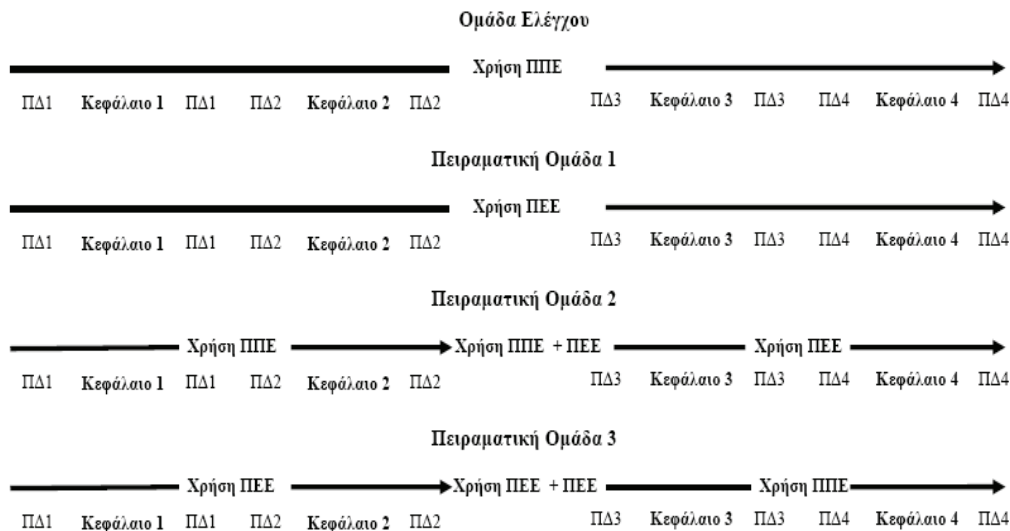 Ομάδα Ελέγχου
Χρήση ΠΠΕ
ΠΔ1 Κεφάλαιο 1 ΠΔ1 ΠΔ2 Κεφάλαιο 2 ΠΔ2 ΠΔ3 Κεφάλαιο 3 ΠΔ3 ΠΔ4 Κεφάλαιο 4 ΠΔ4
Πειραματική Ομάδα 1
Χρήση ΠΕΕ
ΠΔ1 Κεφάλαιο 1 ΠΔ1 ΠΔ2 Κεφάλαιο 2 ΠΔ2 ΠΔ3 Κεφάλαιο 3 ΠΔ3 ΠΔ4 Κεφάλαιο 4 ΠΔ4
Πειραματική Ομάδα 2
Χρήση ΠΠΕ Χρήση ΠΠΕ + ΠΕΕ Χρήση ΠΕΕ
ΠΔ1 Κεφάλαιο 1 ΠΔ1 ΠΔ2 Κεφάλαιο 2 ΠΔ2 ΠΔ3 Κεφάλαιο 3 ΠΔ3 ΠΔ4 Κεφάλαιο 4 ΠΔ4
Πειραματική Ομάδα 3
Χρήση ΠΕΕ Χρήση ΠΕΕ + ΠΕΕ Χρήση ΠΠΕ
ΠΔ1 Κεφάλαιο 1 ΠΔ1 ΠΔ2 Κεφάλαιο 2 ΠΔ2 ΠΔ3 Κεφάλαιο 3 ΠΔ3 ΠΔ4 Κεφάλαιο 4 ΠΔ4